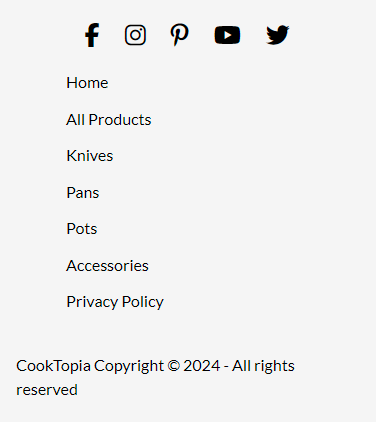 Home
All Products
Knives
Pans
Pots
Accessories
Privacy Policy
CookTopia Copyright © 2024 - All rights
reserved